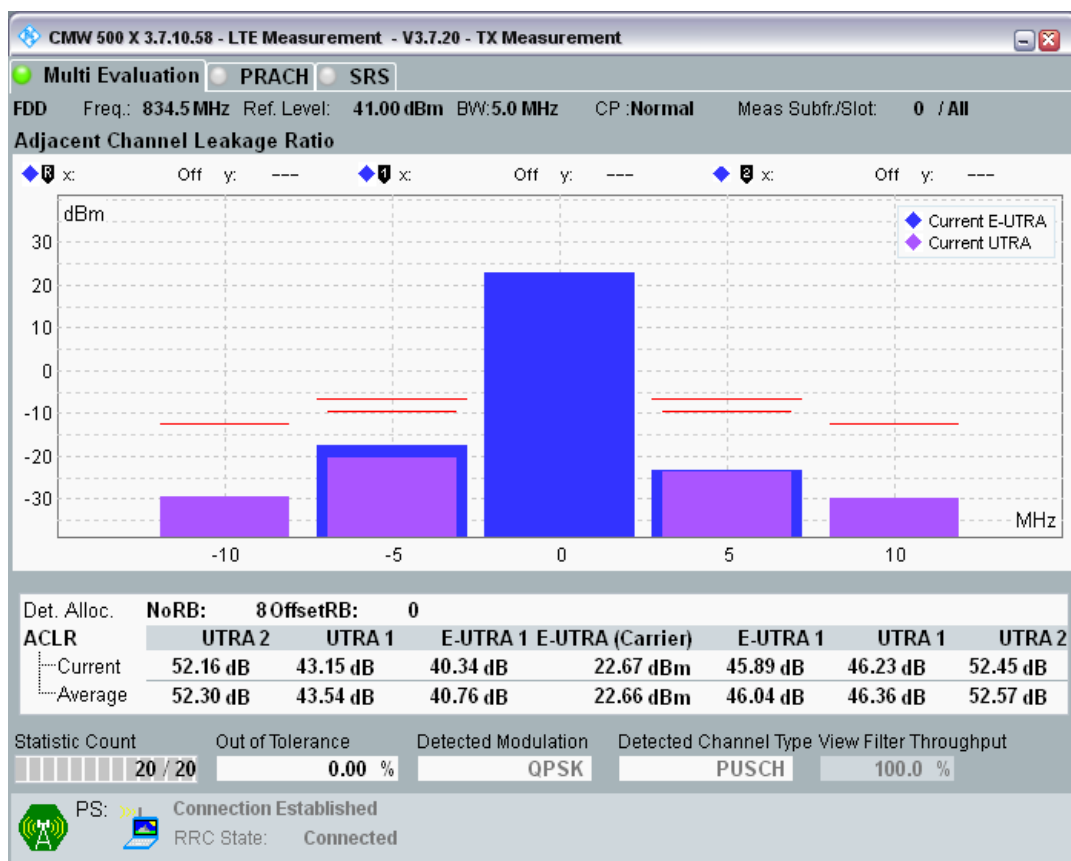 CMW 500 X 3.7.10.58 - LTE Measurement - V3.7.20 - TX Measurement
Multi Evaluation PRACH SRS
FDD Freq.: 834.5 MHz Ref. Level: 41.00 dBm BW:5.0 MHz CP :Normal Meas Subfr./Slot: 0 / All
Adjacent Channel Leakage Ratio
R x: Off y: --- 1 x: Off y: --- 2 x: Off y: ---
dBm
Current E-UTRA
Current UTRA
30
20
10
0
-10
-20
-30
MHz
-10 -5 0 5 10
Det. Alloc. NoRB: 8 OffsetRB: 0
ACLR UTRA 2 UTRA 1 E-UTRA 1 E-UTRA (Carrier) E-UTRA 1 UTRA 1 UTRA 2
Current 52.16 dB 43.15 dB 40.34 dB 22.67 dBm 45.89 dB 46.23 dB 52.45 dB
Average 52.30 dB 43.54 dB 40.76 dB 22.66 dBm 46.04 dB 46.36 dB 52.57 dB
Statistic Count Out of Tolerance Detected Modulation Detected Channel Type View Filter Throughput
20 / 20 0.00 % QPSK PUSCH 100.0 %
PS: Connection Established
RRC State: Connected